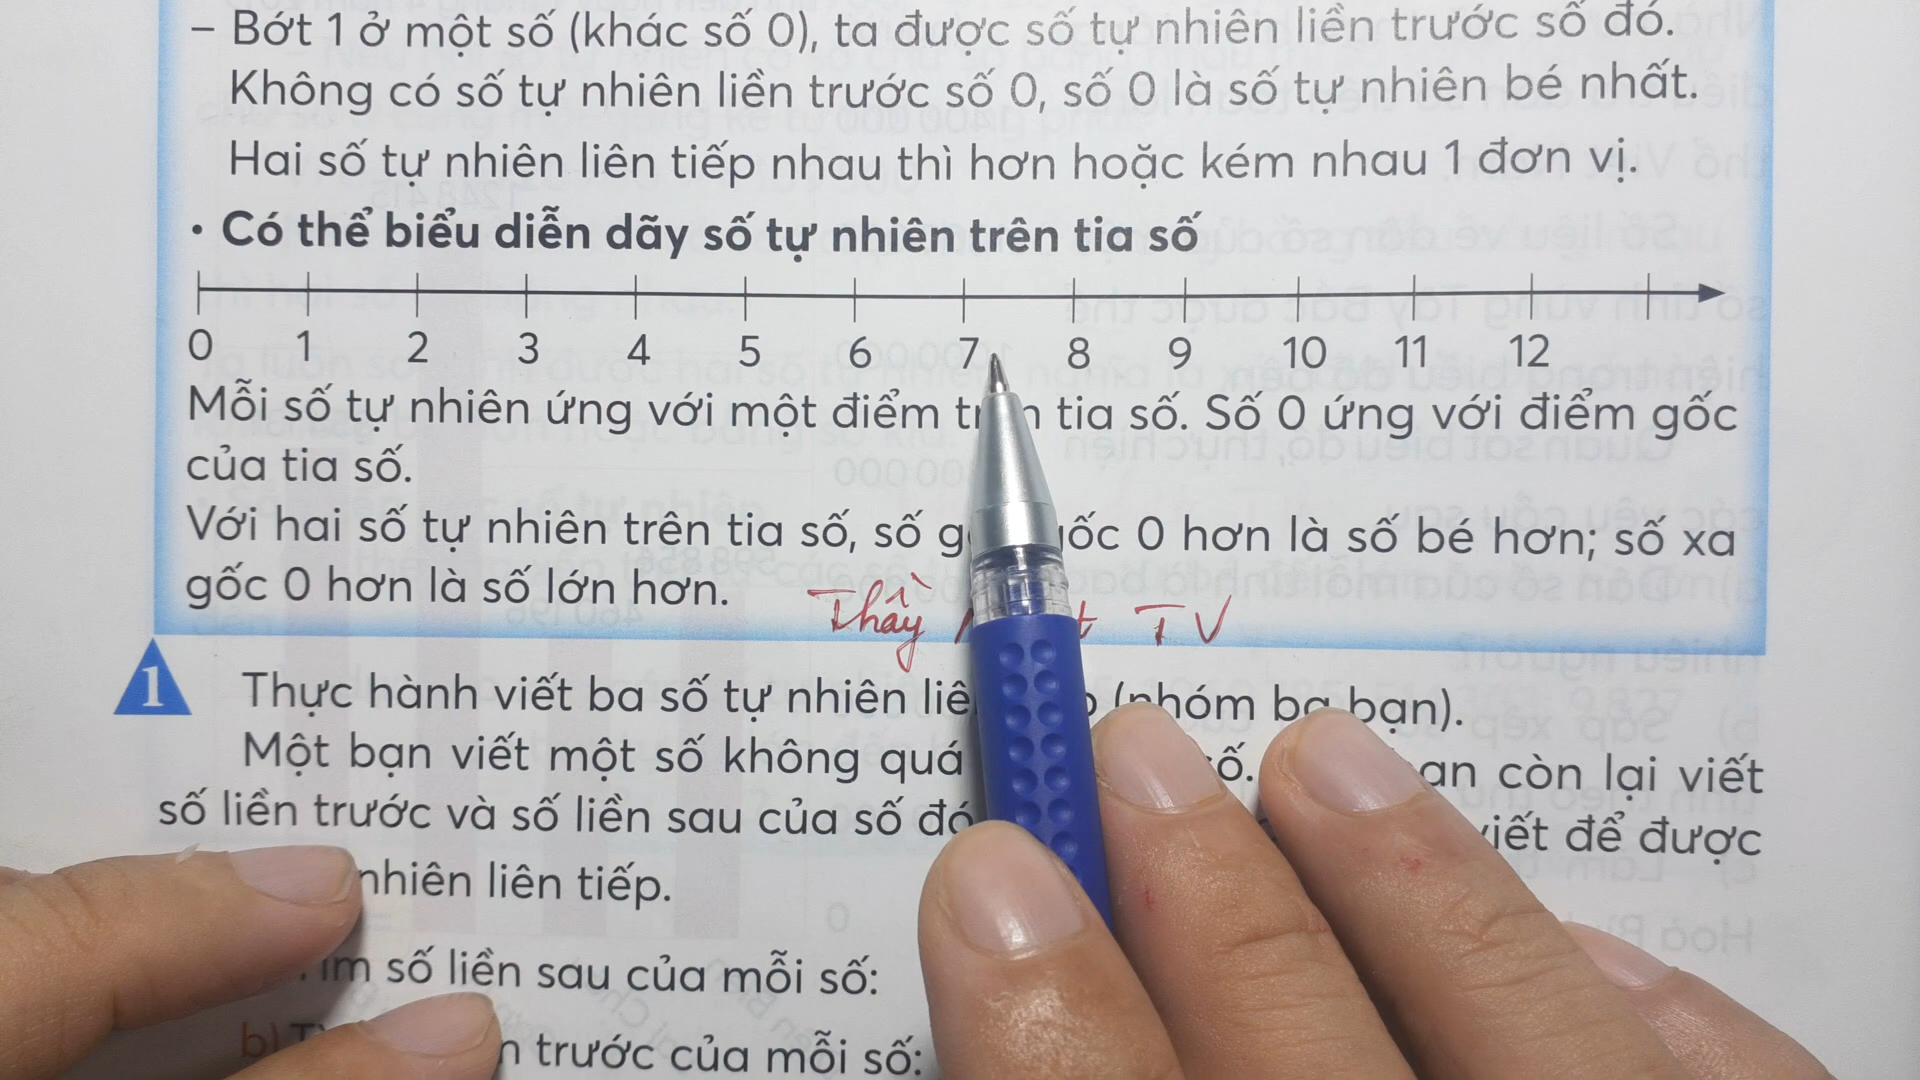 – Bớt 1 ở một số (khác số 0), ta được số tự nhiên liền trước số đó.
Không có số tự nhiên liền trước số 0, số 0 là số tự nhiên bé nhất.
Hai số tự nhiên liên tiếp nhau thì hơn hoặc kém nhau 1 đơn vị.
• Có thể biểu diễn dãy số tự nhiên trên tia số
0 1 2 3 4 5 6 7 8 9 10 11 12
Mỗi số tự nhiên ứng với một điểm tia số. Số 0 ứng với điểm gốc
của tia số.
Với hai số tự nhiên trên tia số, số gốc 0 hơn là số bé hơn; số xa
gốc 0 hơn là số lớn hơn.
Thầy TV
1 Thực hành viết ba số tự nhiên (nhóm ba bạn).
Một bạn viết một số không quá số. còn lại viết
số liền trước và số liền sau của số đó viết để được
nhiên liên tiếp.
số liền sau của mỗi số:
b) trước của mỗi số: